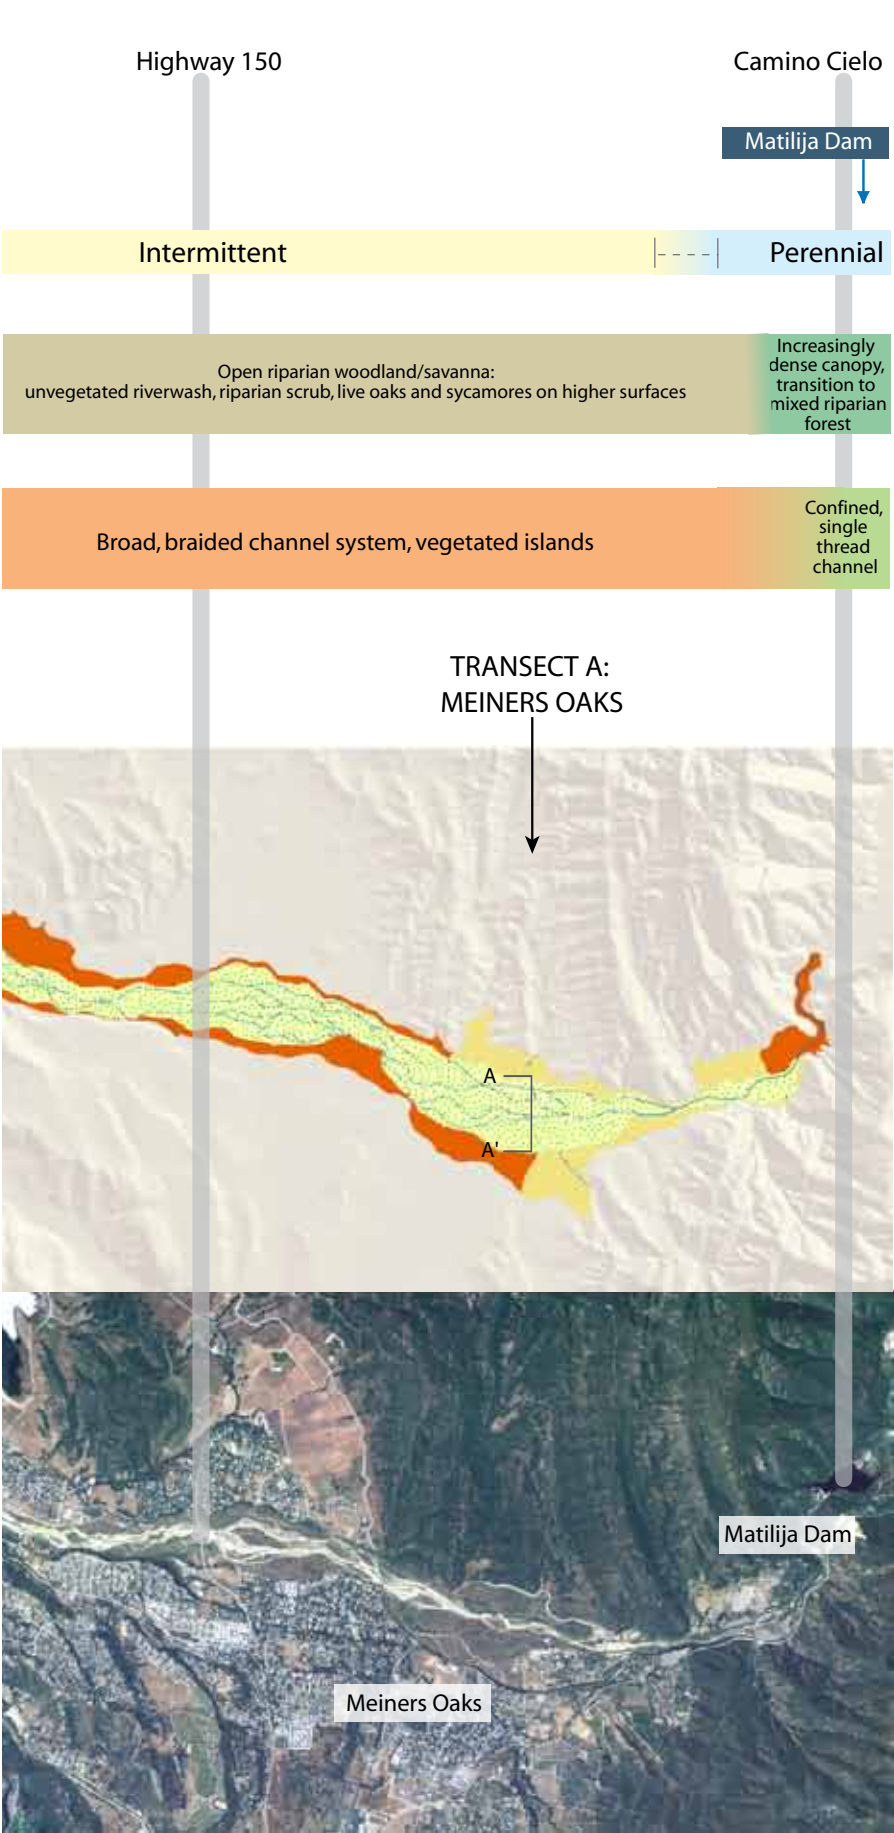 Highway 150
Camino Cielo
Matilija Dam
Intermittent
Perennial
Open riparian woodland/savanna:
unvegetated riverwash, riparian scrub, live oaks and sycamores on higher surfaces
Increasingly
dense canopy,
transition to
mixed riparian
forest
Broad, braided channel system, vegetated islands
Confined,
single
thread
channel
TRANSECT A:
MEINERS OAKS
A
A'
Matilija Dam
Meiners Oaks